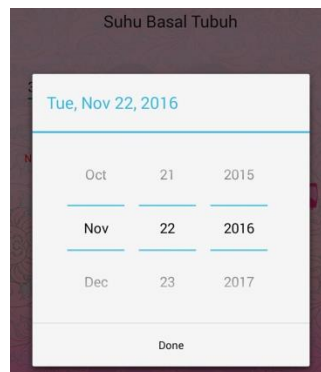 Suhu Basal Tubuh
Tue, Nov 22, 2016
Oct 21 2015
Nov 22 2016
Dec 23 2017
Done